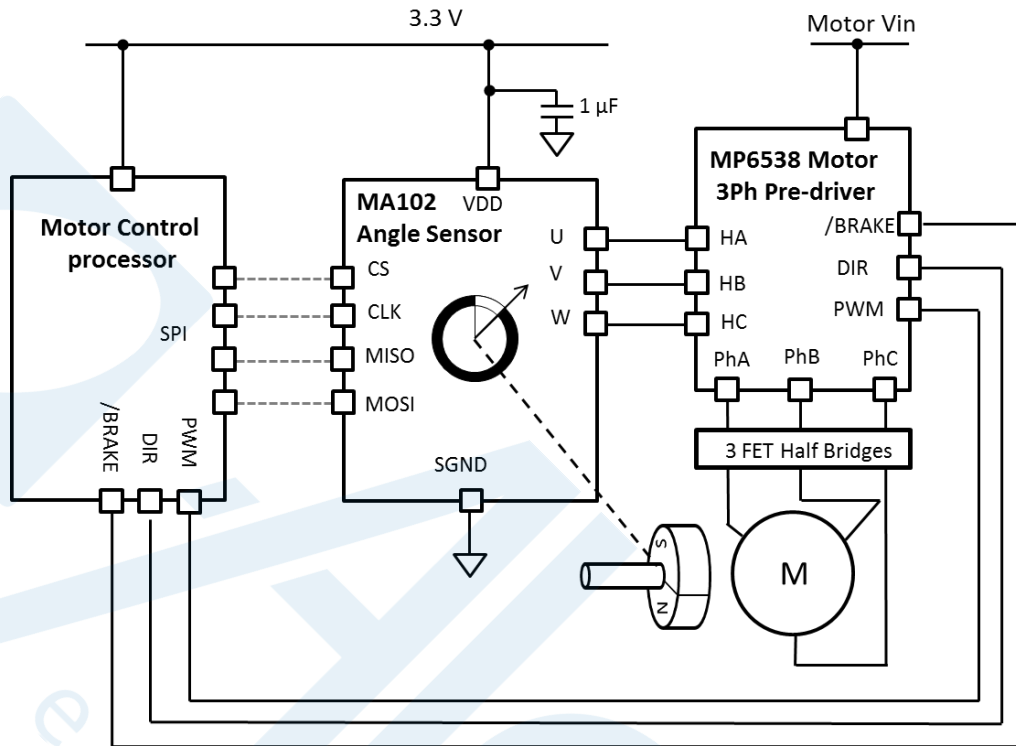 3.3 V
Motor Vin
1 µF
Motor Control
processor
SPI
/BRAKE
DIR
PWM
MA102
Angle Sensor
VDD
CS
CLK
MISO
MOSI
U
V
W
SGND
MP6538 Motor
3Ph Pre-driver
HA
HB
HC
/BRAKE
DIR
PWM
PhA
PhB
PhC
3 FET Half Bridges
S
N
M
e